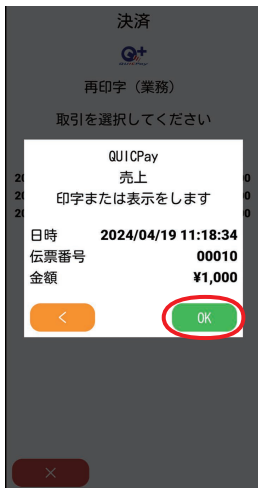 決済
QUICPay
再印字（業務）
取引を選択してください
QUICPay
売上
印字または表示をします
日時 2024/04/19 11:18:34
伝票番号 00010
金額 ¥1,000
< OK
×